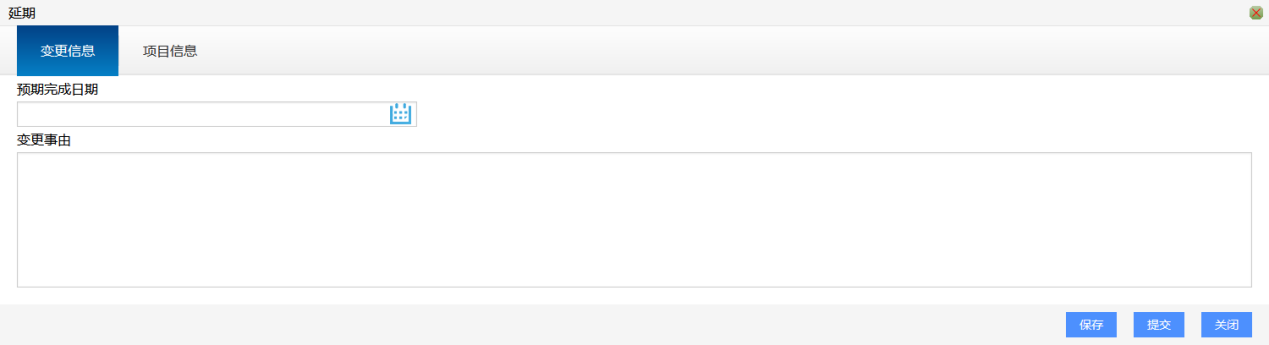 延期
变更信息 项目信息
预期完成日期
变更事由
保存 提交 关闭